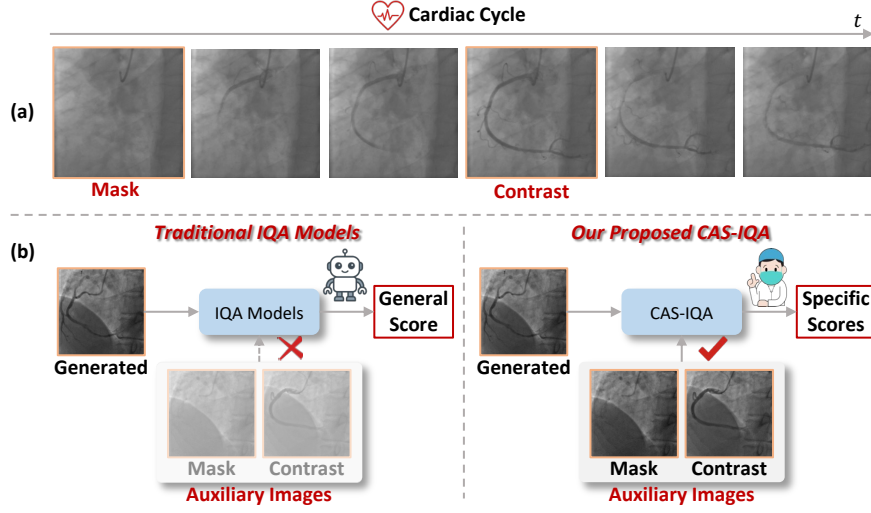 Cardiac Cycle
t
(a)
Mask
Contrast
(b)
Traditional IQA Models
Generated
IQA Models
General
Score
Mask
Contrast
Auxiliary Images
Our Proposed CAS-IQA
Generated
CAS-IQA
Specific
Scores
Mask
Contrast
Auxiliary Images